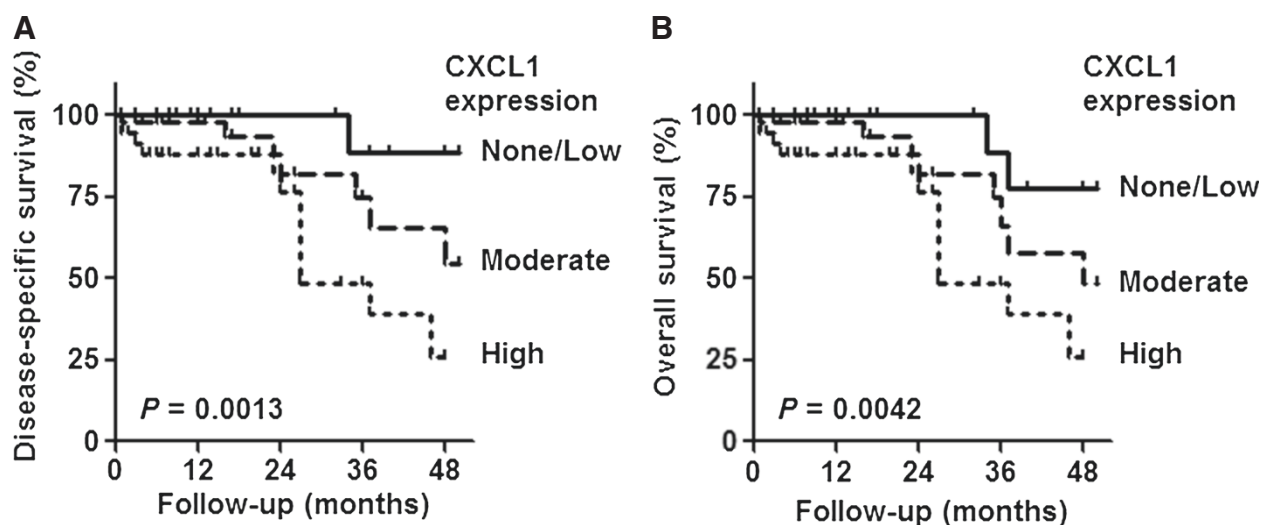 A
Disease-specific survival (%)
100
75
50
25
0
0 12 24 36 48
Follow-up (months)
CXCL1
expression
None/Low
Moderate
High
P = 0.0013
B
Overall survival (%)
100
75
50
25
0
0 12 24 36 48
Follow-up (months)
CXCL1
expression
None/Low
Moderate
High
P = 0.0042